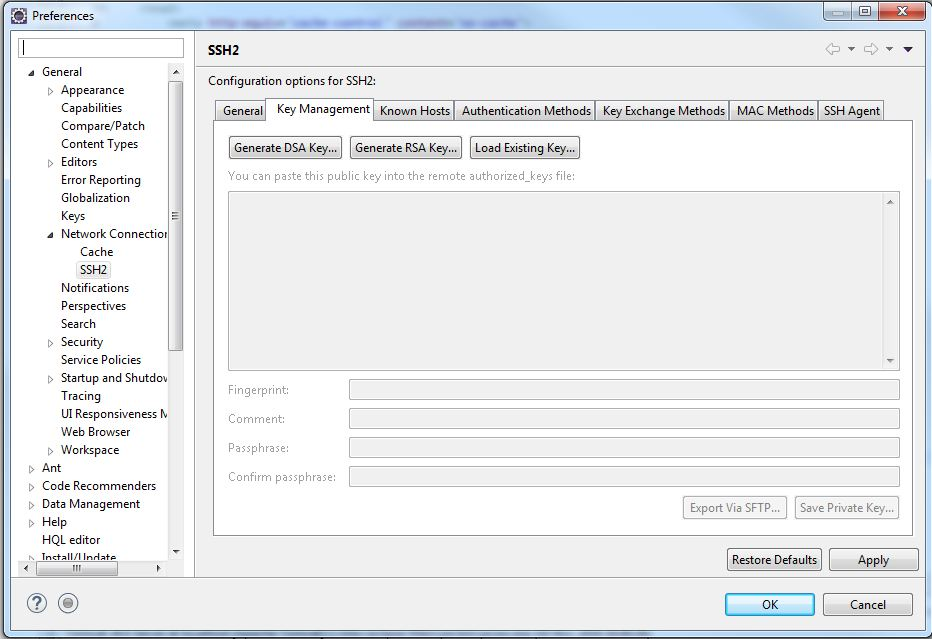 Preferences
SSH2
Configuration options for SSH2:
General
Appearance
Capabilities
Compare/Patch
Content Types
Editors
Error Reporting
Globalization
Keys
Network Connection
Cache
SSH2
Notifications
Perspectives
Search
Security
Service Policies
Startup and Shutdov
Tracing
UI Responsiveness M
Web Browser
Workspace
Ant
Code Recommenders
Data Management
Help
HQL editor
Install/Update
General Key Management Known Hosts Authentication Methods Key Exchange Methods MAC Methods SSH Agent
Generate DSA Key... Generate RSA Key... Load Existing Key...
You can paste this public key into the remote authorized_keys file:
Fingerprint:
Comment:
Passphrase:
Confirm passphrase:
Export Via SFTP... Save Private Key...
Restore Defaults Apply
OK Cancel